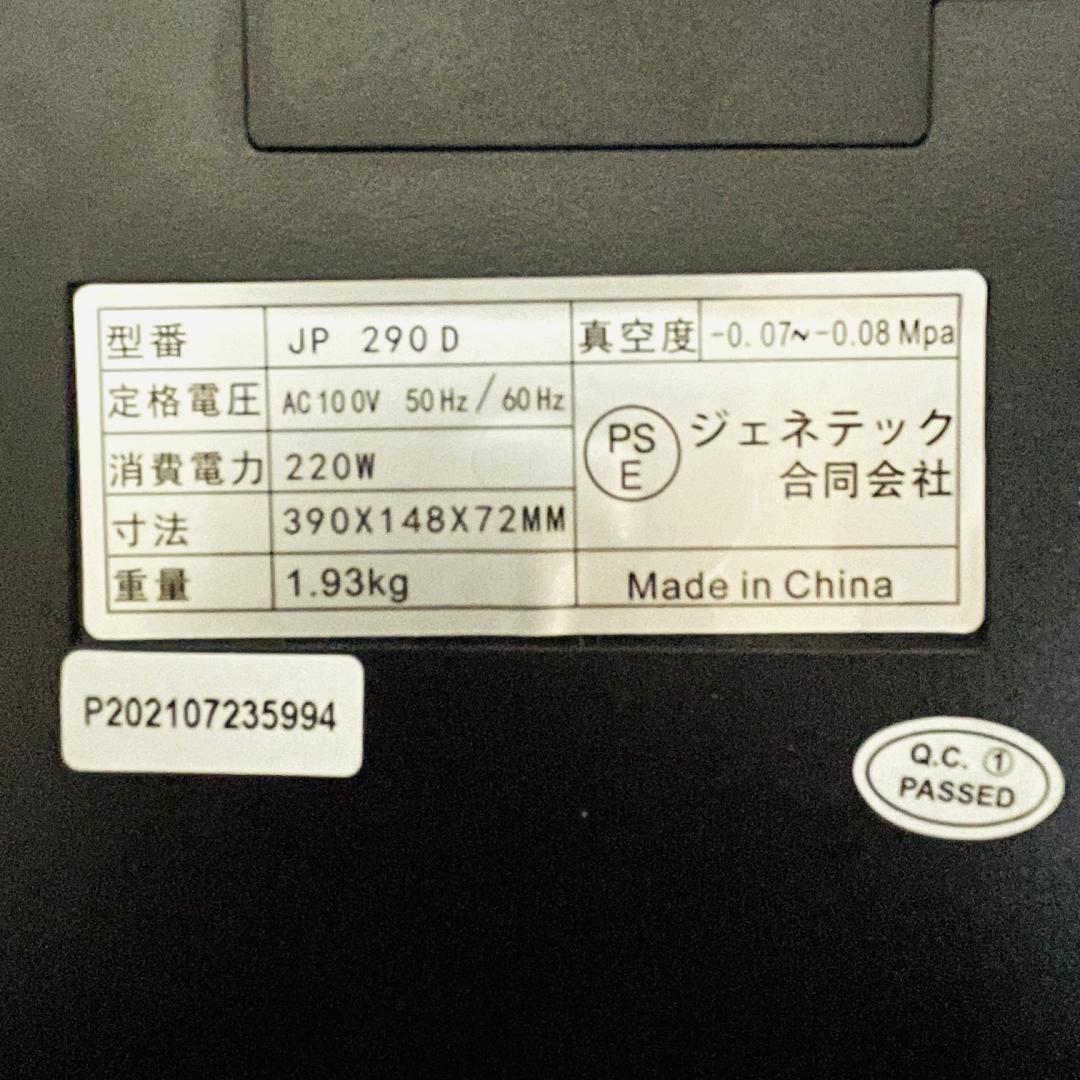 型番 JP 290 D 真空度 -0.07~-0.08 Mpa
定格電圧 AC100V 50Hz/60Hz
消費電力 220W
寸法 390X148X72MM
重量 1.93kg
PS
E
ジェネテック
合同会社
Made in China
P202107235994
Q.C. ①
PASSED